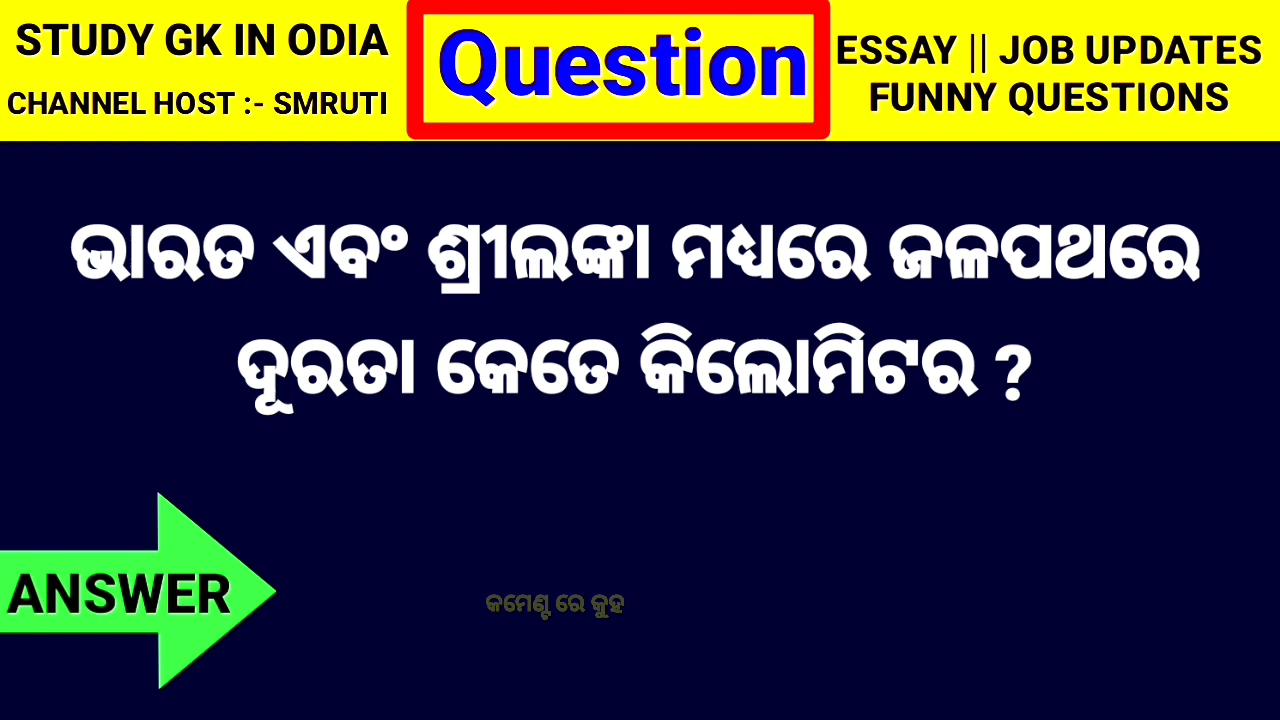 STUDY GK IN ODIA
CHANNEL HOST :- SMRUTI
Question
ESSAY || JOB UPDATES
FUNNY QUESTIONS
ଭାରତ ଏବଂ ଶ୍ରୀଲଙ୍କା ମଧ୍ୟରେ ଜଳପଥରେ
ଦୂରତା କେତେ କିଲୋମିଟର ?
ANSWER
କମେଣ୍ଟ ରେ କୁହ